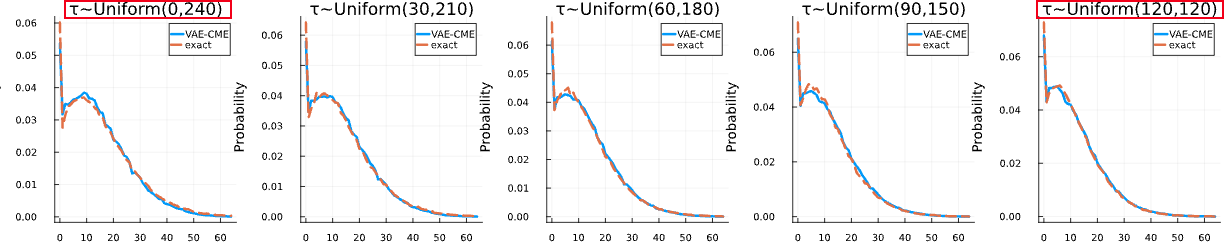 τ~Uniform(0,240)
0.06
0.05
0.04
0.03
0.02
0.01
0.00
0 10 20 30 40 50 60
VAE-CME
exact
τ~Uniform(30,210)
Probability
0.06
0.05
0.04
0.03
0.02
0.01
0.00
0 10 20 30 40 50 60
VAE-CME
exact
τ~Uniform(60,180)
Probability
0.06
0.05
0.04
0.03
0.02
0.01
0.00
0 10 20 30 40 50 60
VAE-CME
exact
τ~Uniform(90,150)
Probability
0.06
0.04
0.02
0.00
0 10 20 30 40 50 60
VAE-CME
exact
τ~Uniform(120,120)
Probability
0.06
0.04
0.02
0.00
0 10 20 30 40 50 60
VAE-CME
exact